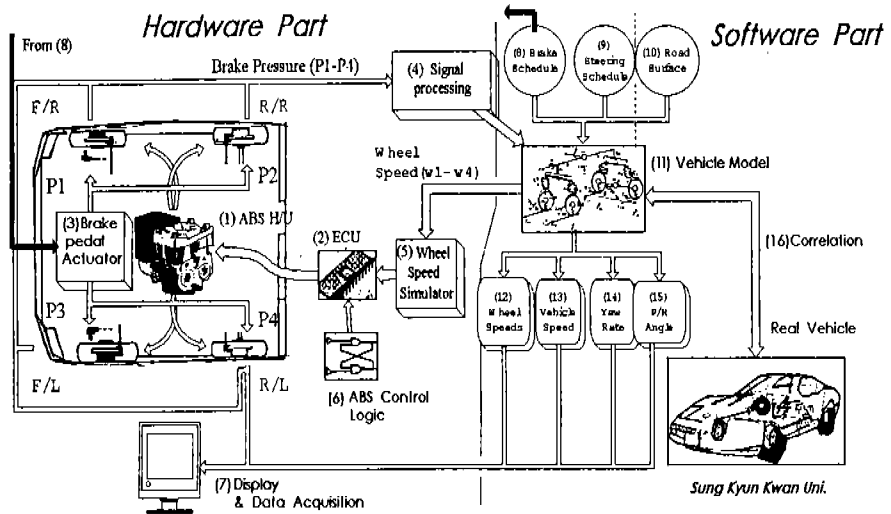 Hardware Part
Software Part
From (8)
Brake Pressure (P1-P4)
(4) Signal
processing
(8) Brake
Schedule
(9)
Steering
Schedule
(10) Road
Surface
F/R
R/R
P1
P2
Wheel
Speed(w1-w4)
(11) Vehicle Model
(3)Brake
pedat
Actuator
(1) ABS H/U
(2) ECU
(5) Wheel
Speed
Simulator
(16)Correlation
P3
P4
(12)
Wheel
Speeds
(13)
Vehicle
Speed
(14)
Yaw
Rate
(15)
P/R
Angle
Real Vehicle
F/L
R/L
[6] ABS Control
Logic
(7) Display
& Data Acquisition
Sung Kyun Kwan Uni.